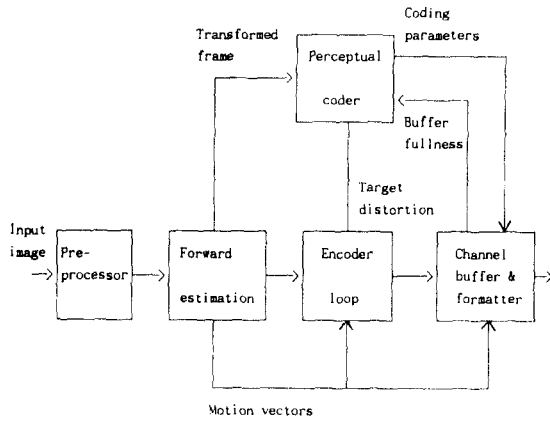 Coding
parameters
Transformed
frame
Perceptual
coder
Buffer
fullness
Target
distortion
Input
image
Pre-
processor
Forward
estimation
Encoder
loop
Channel
buffer &
formatter
Motion vectors